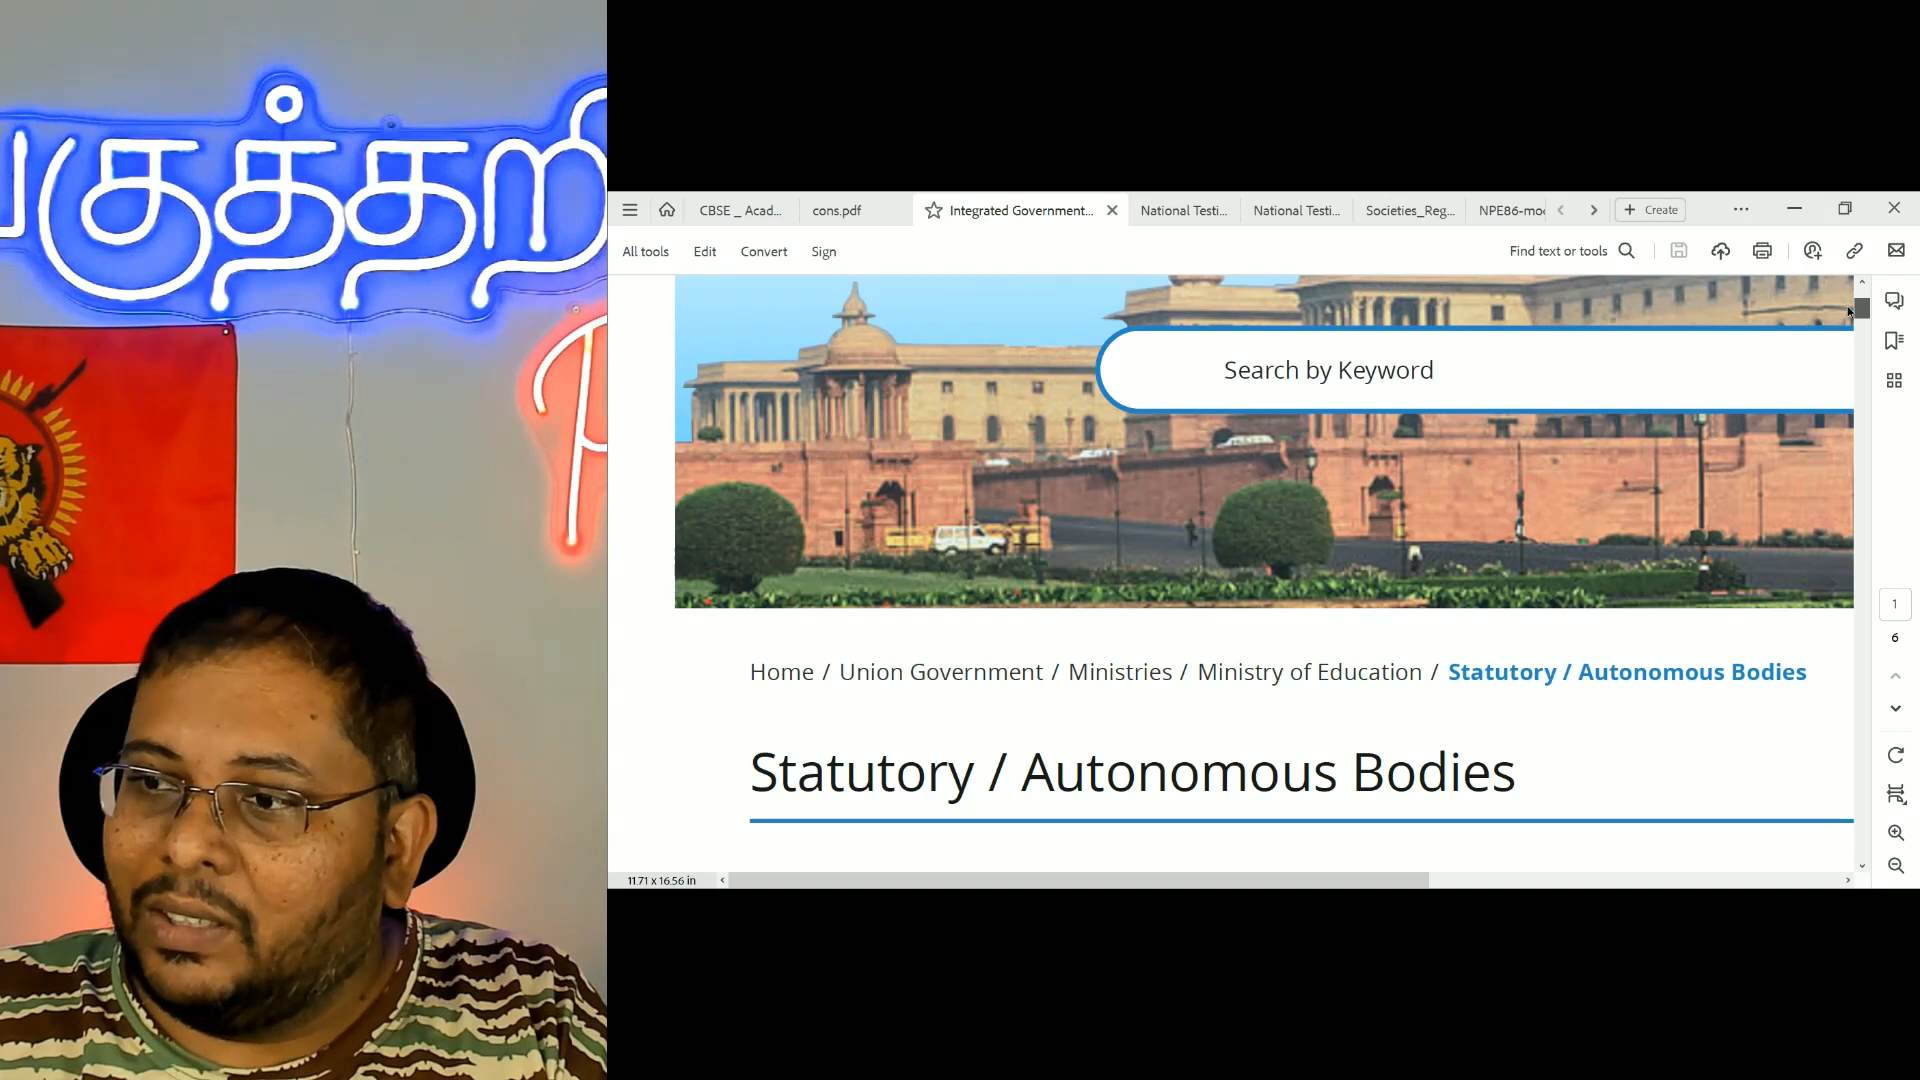 குத்தறி
CBSE _ Acad...
cons.pdf
Integrated Government...
National Testi...
National Testi...
Societies_Reg...
NPE86-mo
Create
All tools
Edit
Convert
Sign
Find text or tools
Search by Keyword
Home / Union Government / Ministries / Ministry of Education / Statutory / Autonomous Bodies
Statutory / Autonomous Bodies
1
6
11.71 x 16.56 in